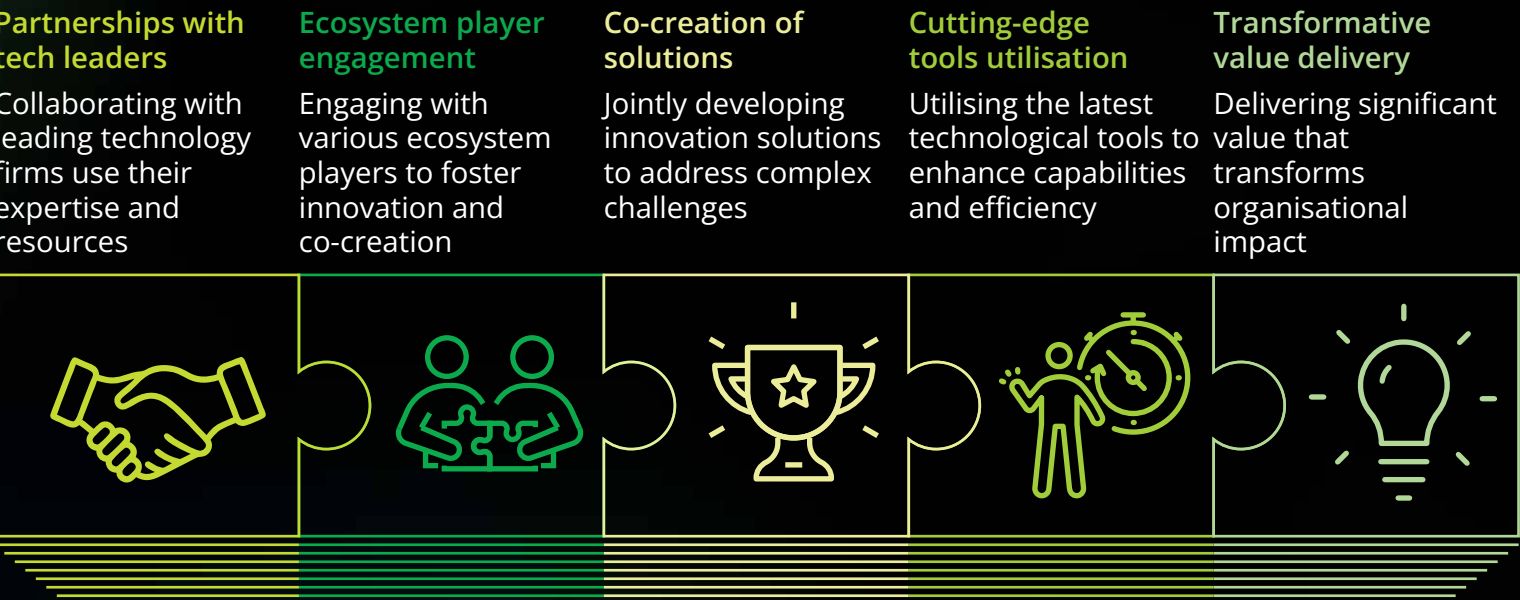 Partnerships with
tech leaders
Collaborating with
leading technology
firms use their
expertise and
resources
Ecosystem player
engagement
Engaging with
various ecosystem
players to foster
innovation and
co-creation
Co-creation of
solutions
Jointly developing
innovation solutions
to address complex
challenges
Cutting-edge
tools utilisation
Utilising the latest
technological tools to
enhance capabilities
and efficiency
Transformative
value delivery
Delivering significant
value that
transforms
organisational
impact